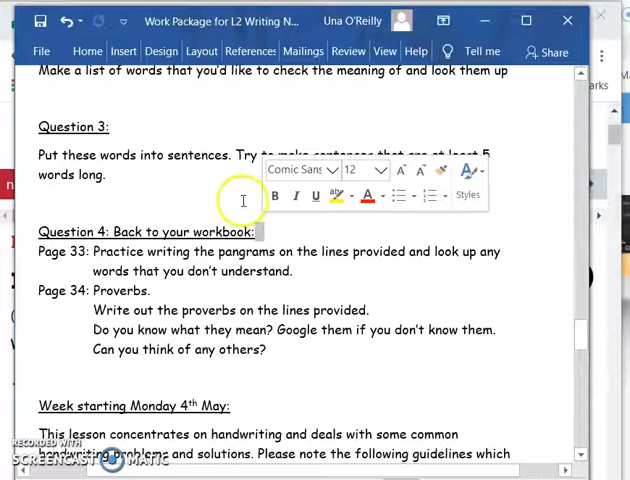 Work Package for L2 Writing N... Una O'Reilly
File Home Insert Design Layout References Mailings Review View Help Tell me Share
Make a list of words that you'd like to check the meaning of and look them up
Question 3:
Put these words into sentences. Try to make sentences that are at least 5
words long.
Comic Sans 12
B I U ab A Styles
Question 4: Back to your workbook:
Page 33: Practice writing the pangrams on the lines provided and look up any
words that you don't understand.
Page 34: Proverbs.
Write out the proverbs on the lines provided.
Do you know what they mean? Google them if you don't know them.
Can you think of any others?
Week starting Monday 4th May:
This lesson concentrates on handwriting and deals with some common
handwriting problems and solutions. Please note the following guidelines which
RECORDED WITH
SCREENCAST MATIC